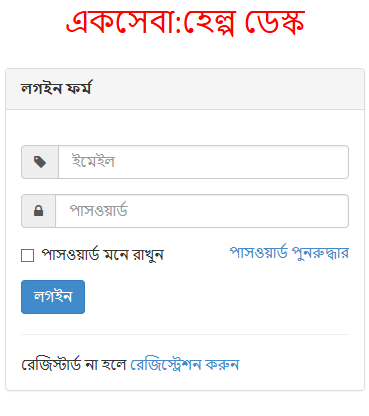 একসেবা:হেল্প ডেস্ক
লগইন ফর্ম
ইমেইল
পাসওয়ার্ড
পাসওয়ার্ড মনে রাখুন পাসওয়ার্ড পুনরুদ্ধার
লগইন
রেজিস্টার্ড না হলে রেজিস্ট্রেশন করুন